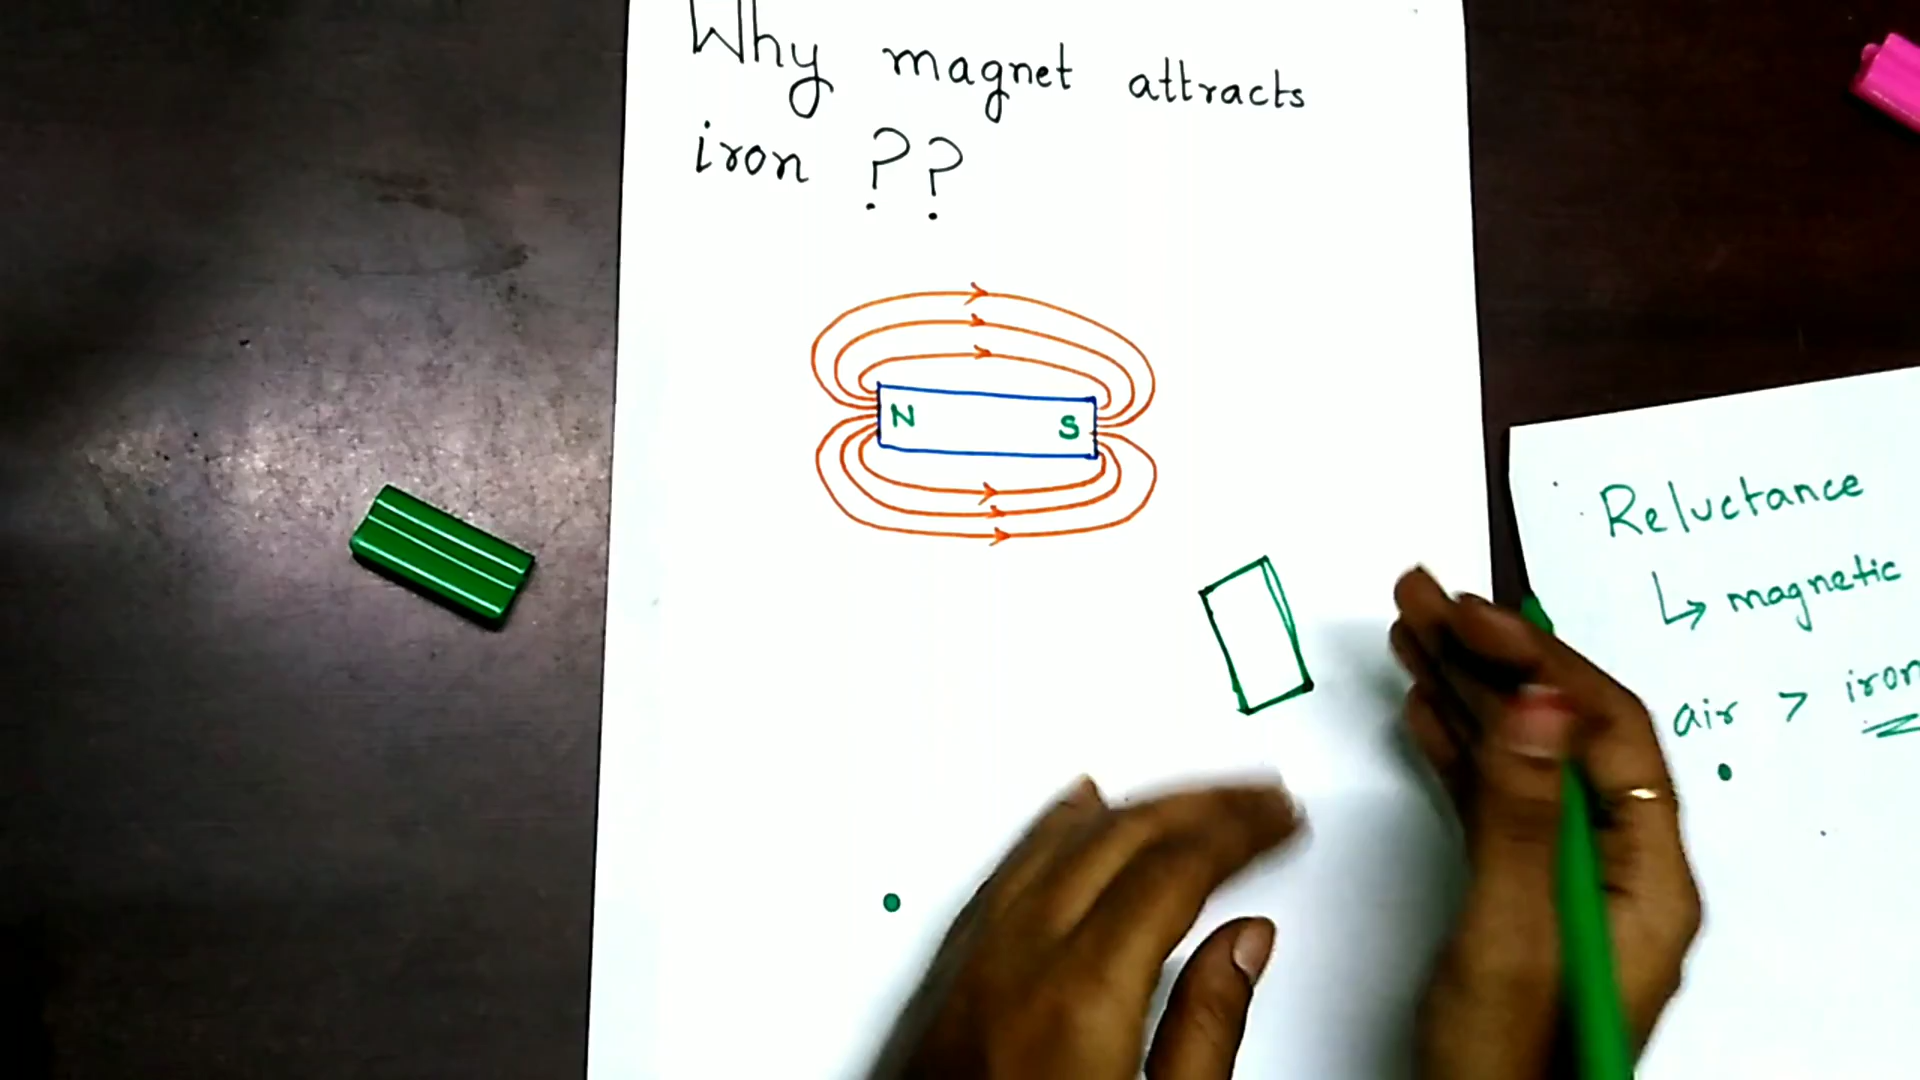 Why magnet attracts
iron ??
N S
Reluctance
↳ magnetic
air > iron